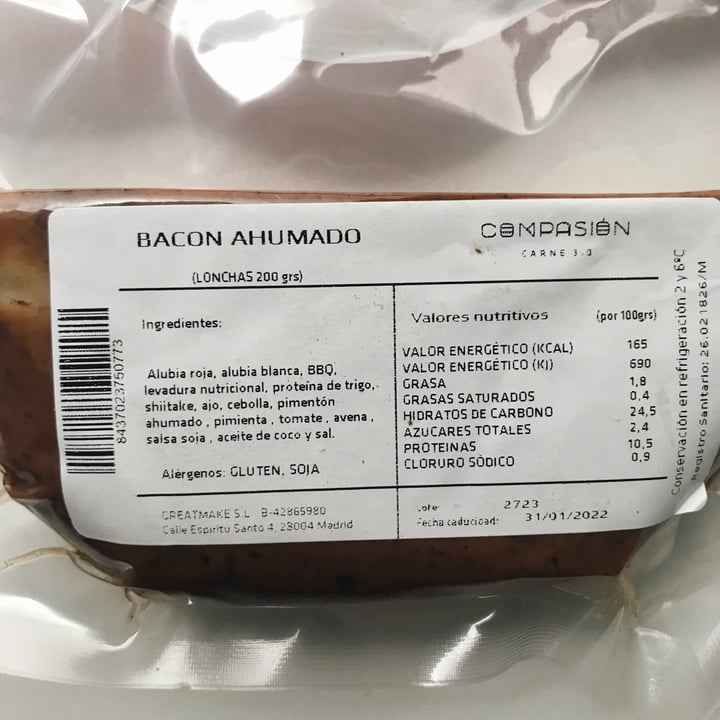 BACON AHUMADO
(LONCHAS 200 grs)
COMPASIÓN
CARNE 3.0
Ingredientes:
Alubia roja, alubia blanca, BBQ,
levadura nutricional, proteína de trigo,
shiitake, ajo, cebolla, pimentón
ahumado , pimienta , tomate , avena ,
salsa soja , aceite de coco y sal.
Alérgenos: GLUTEN, SOJA
Valores nutritivos (por 100grs)
VALOR ENERGÉTICO (KCAL) 165
VALOR ENERGÉTICO (KJ) 690
GRASA 1,8
GRASAS SATURADOS 0,4
HIDRATOS DE CARBONO 24,5
AZUCARES TOTALES 2,4
PROTEINAS 10,5
CLORURO SÓDICO 0,9
CREATMAKE S.L B-42865980
Calle Espíritu Santo 4, 28004 Madrid
Lote: 2723
Fecha caducidad: 31/01/2022
8437023750773
Conservación en refrigeración 2 y 6ºC
Registro Sanitario: 26.021826/M